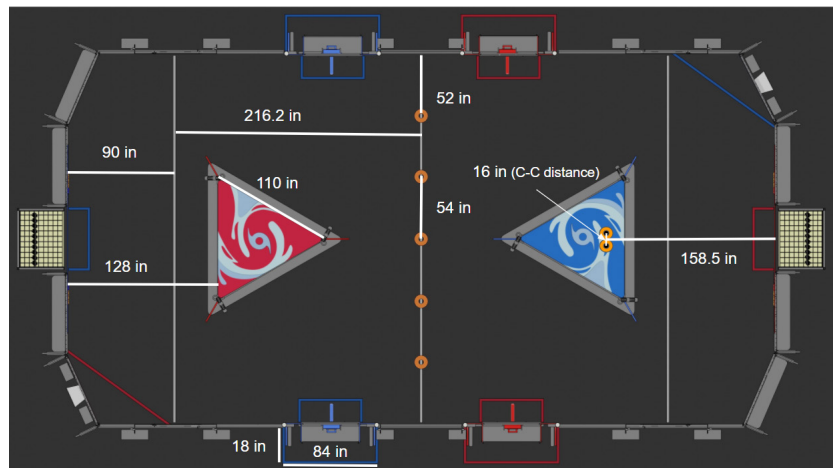 52 in
216.2 in
90 in
16 in (C-C distance)
110 in
54 in
158.5 in
128 in
18 in
84 in